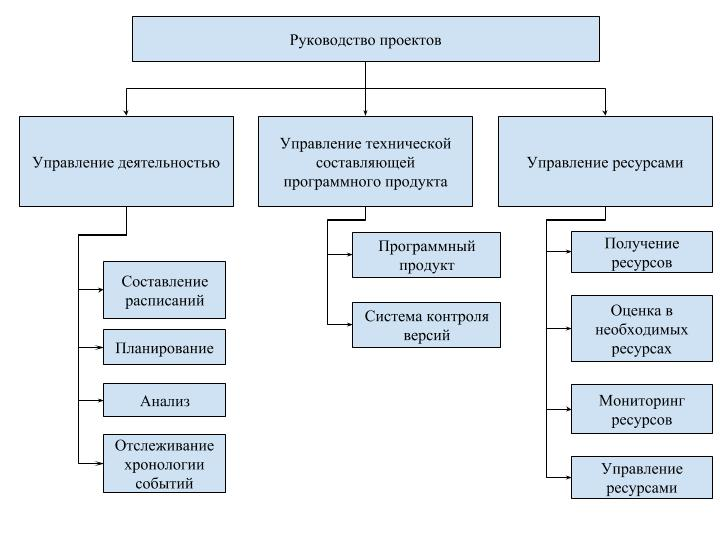 Руководство проектов
Управление деятельностью
Управление технической
составляющей
программного продукта
Управление ресурсами
Составление
расписаний
Планирование
Анализ
Отслеживание
хронологии
событий
Программный
продукт
Система контроля
версий
Получение
ресурсов
Оценка в
необходимых
ресурсах
Мониторинг
ресурсов
Управление
ресурсами